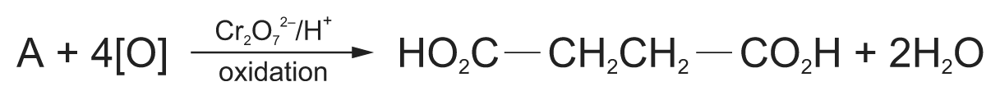 A + 4[O] Cr₂O₇²⁻/H⁺ oxidation HO₂C — CH₂CH₂ — CO₂H + 2H₂O